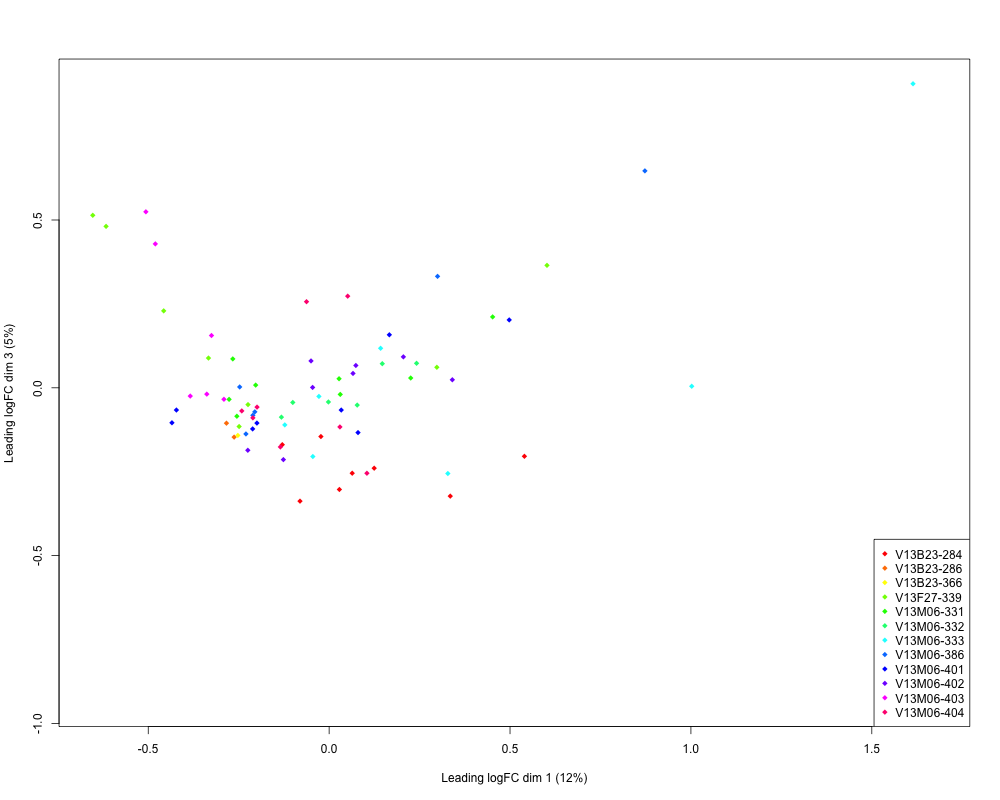 Leading logFC dim 3 (5%)
0.5
0.0
-0.5
-1.0
V13B23-284
V13B23-286
V13B23-366
V13F27-339
V13M06-331
V13M06-332
V13M06-333
V13M06-386
V13M06-401
V13M06-402
V13M06-403
V13M06-404
-0.5 0.0 0.5 1.0 1.5
Leading logFC dim 1 (12%)